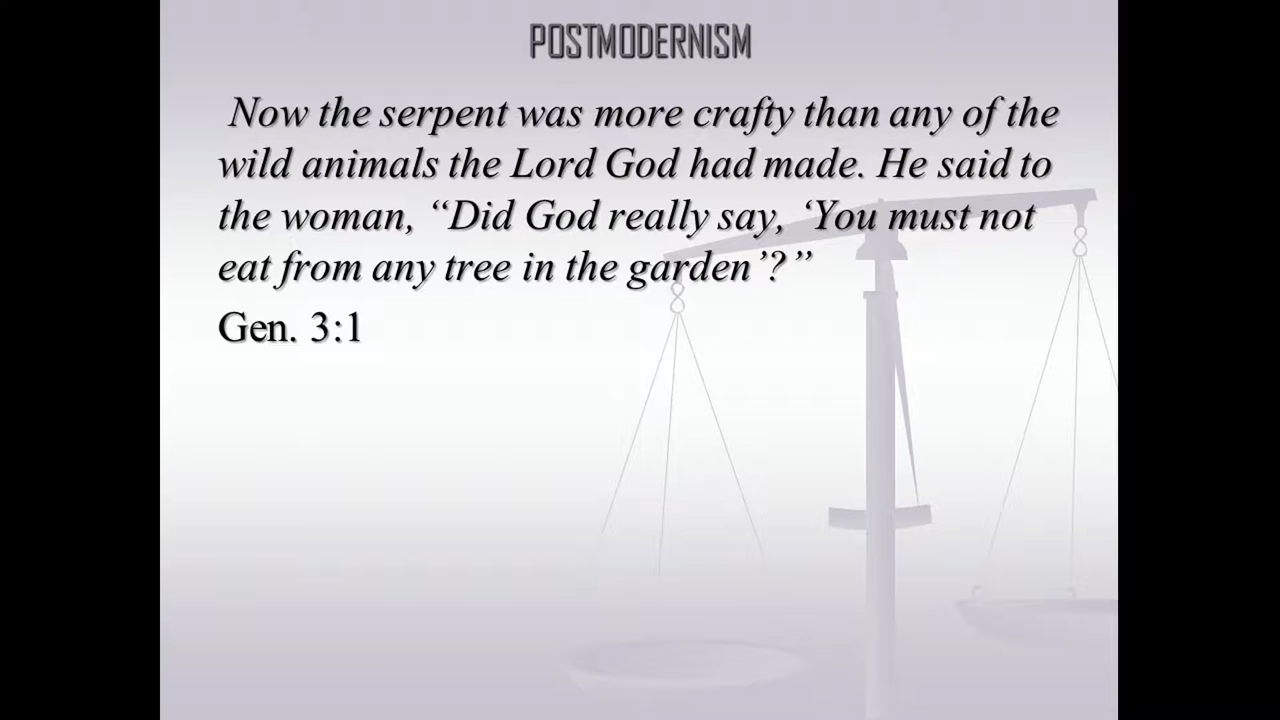 POSTMODERNISM
Now the serpent was more crafty than any of the
wild animals the Lord God had made. He said to
the woman, “Did God really say, ‘You must not
eat from any tree in the garden’?”
Gen. 3:1